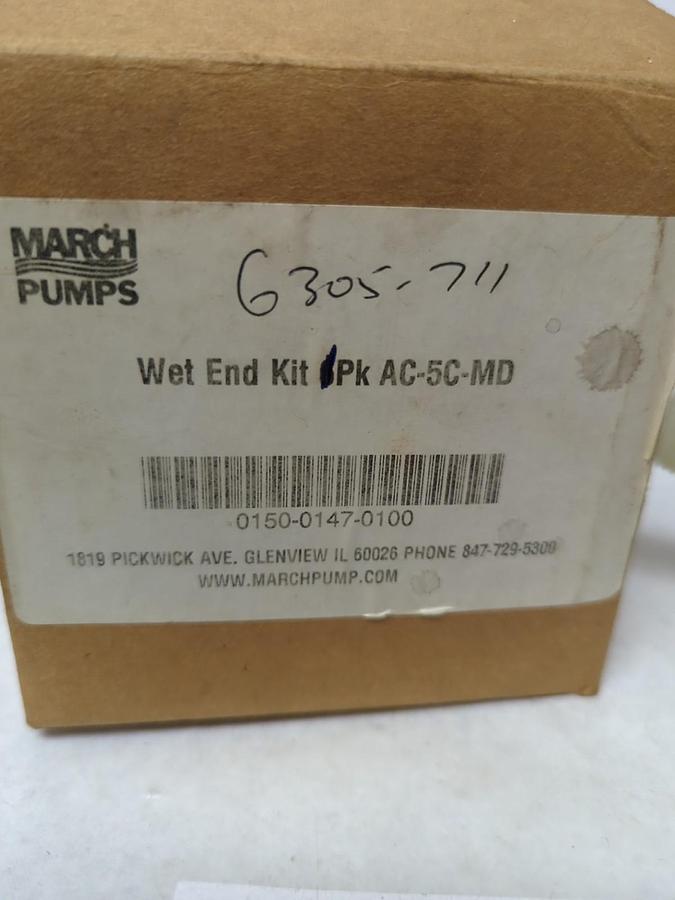 MARCH
PUMPS
6305-711
Wet End Kit 1Pk AC-5C-MD
0150-0147-0100
1819 PICKWICK AVE. GLENVIEW IL 60026 PHONE 847-729-5300
WWW.MARCHPUMP.COM